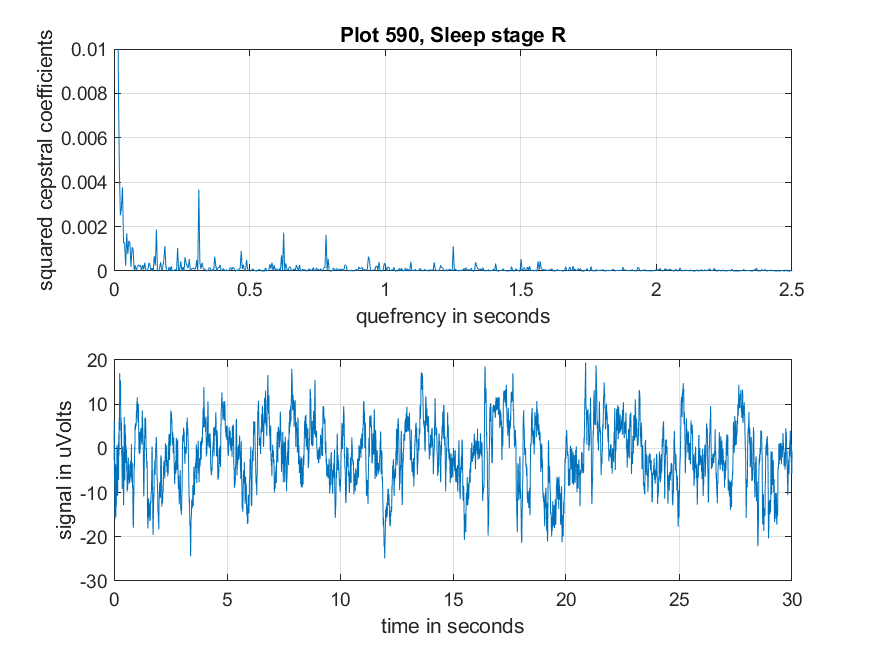 Plot 590, Sleep stage R
squared cepstral coefficients
0.01
0.008
0.006
0.004
0.002
0
0 0.5 1 1.5 2 2.5
quefrency in seconds
signal in uVolts
20
10
0
-10
-20
-30
0 5 10 15 20 25 30
time in seconds